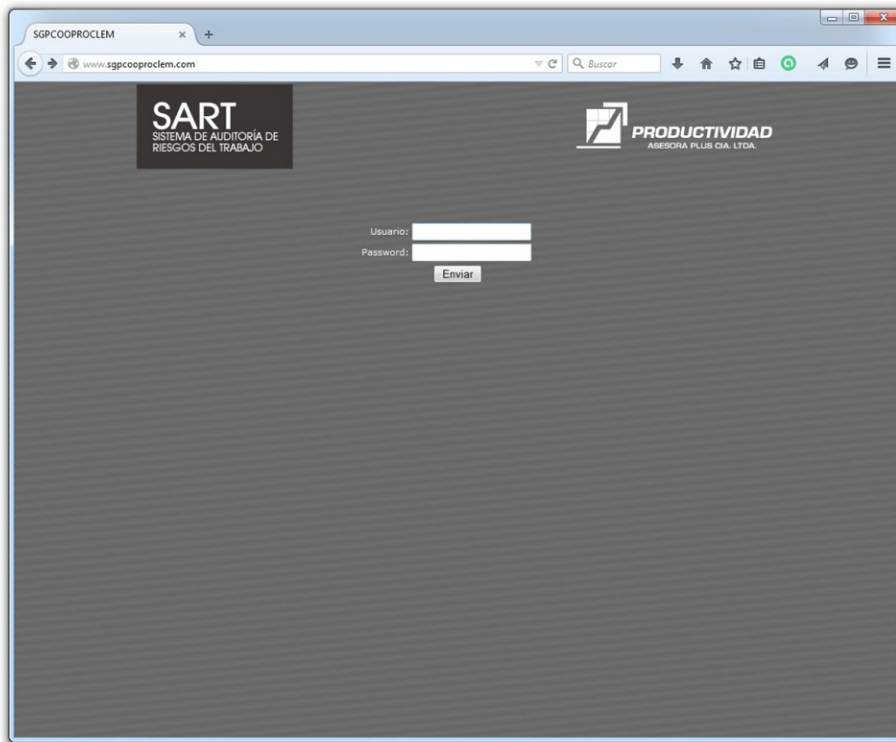 SGPCOOPROCLEM
www.sgpcooproclem.com
Buscar
SART
SISTEMA DE AUDITORÍA DE
RIESGOS DEL TRABAJO
PRODUCTIVIDAD
ASESORA PLUS CIA. LTDA.
Usuario:
Password:
Enviar